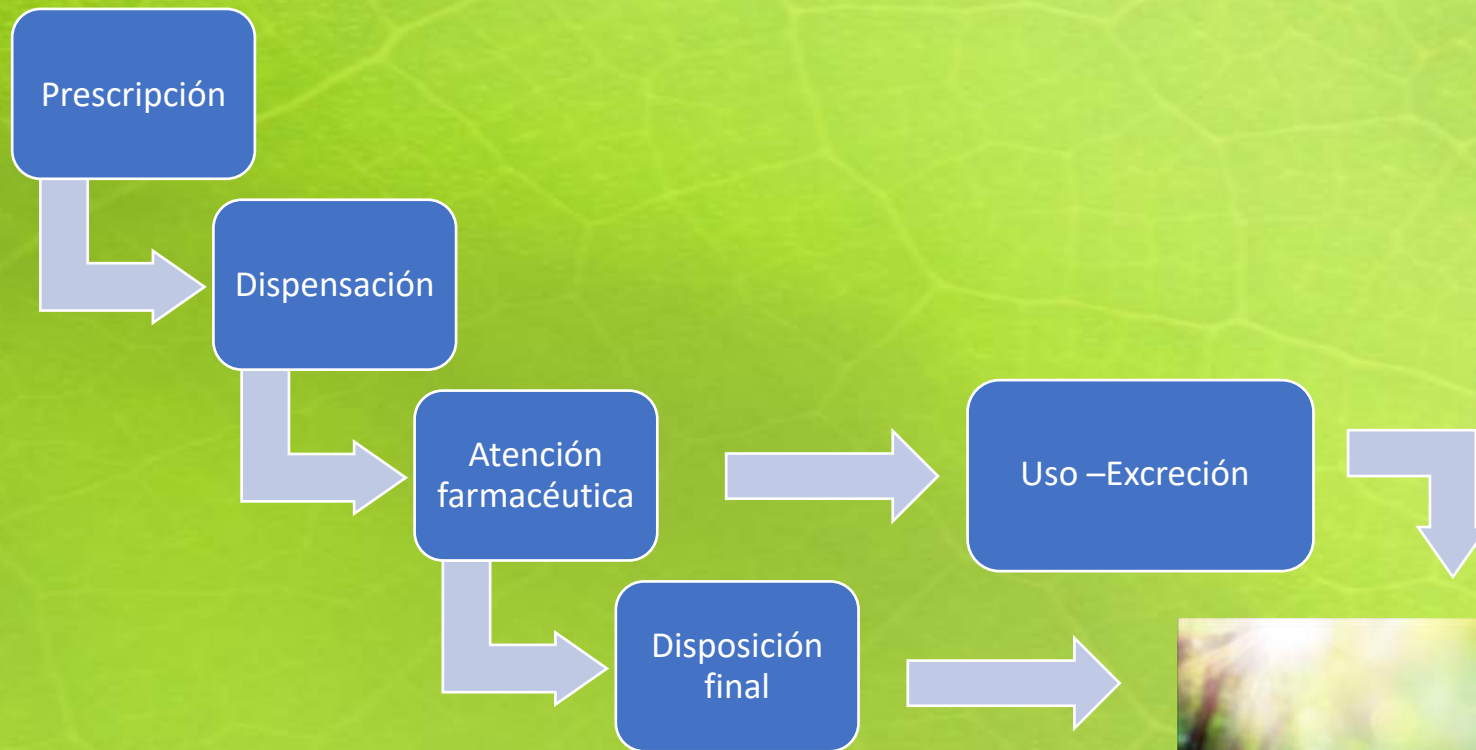 Prescripción
Dispensación
Atención
farmacéutica
Uso –Excreción
Disposición
final